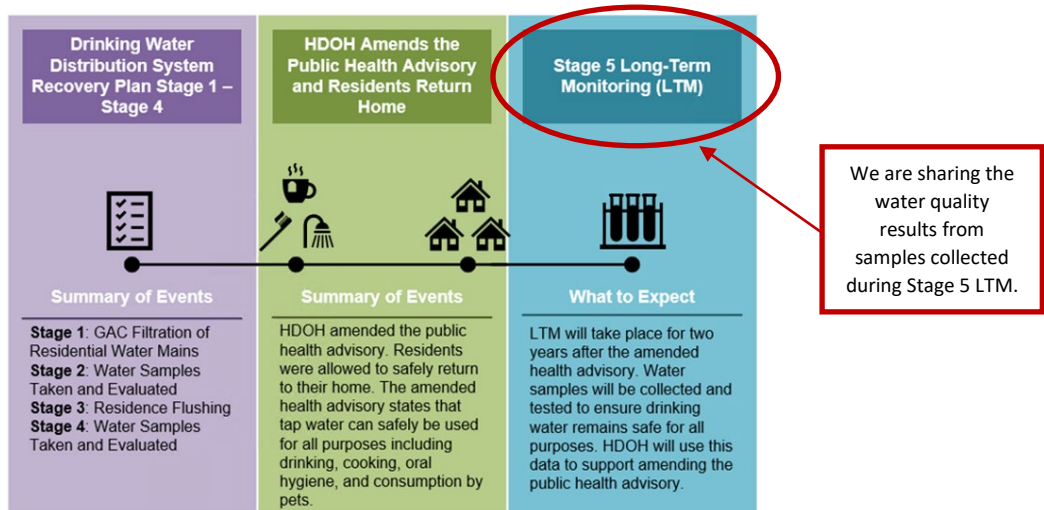 Drinking Water
Distribution System
Recovery Plan Stage 1 –
Stage 4
HDOH Amends the
Public Health Advisory
and Residents Return
Home
Stage 5 Long-Term
Monitoring (LTM)
We are sharing the
water quality
results from
samples collected
during Stage 5 LTM.
Summary of Events
Stage 1: GAC Filtration of
Residential Water Mains
Stage 2: Water Samples
Taken and Evaluated
Stage 3: Residence Flushing
Stage 4: Water Samples
Taken and Evaluated
Summary of Events
HDOH amended the public
health advisory. Residents
were allowed to safely return
to their home. The amended
health advisory states that
tap water can safely be used
for all purposes including
drinking, cooking, oral
hygiene, and consumption by
pets.
What to Expect
LTM will take place for two
years after the amended
health advisory. Water
samples will be collected and
tested to ensure drinking
water remains safe for all
purposes. HDOH will use this
data to support amending the
public health advisory.